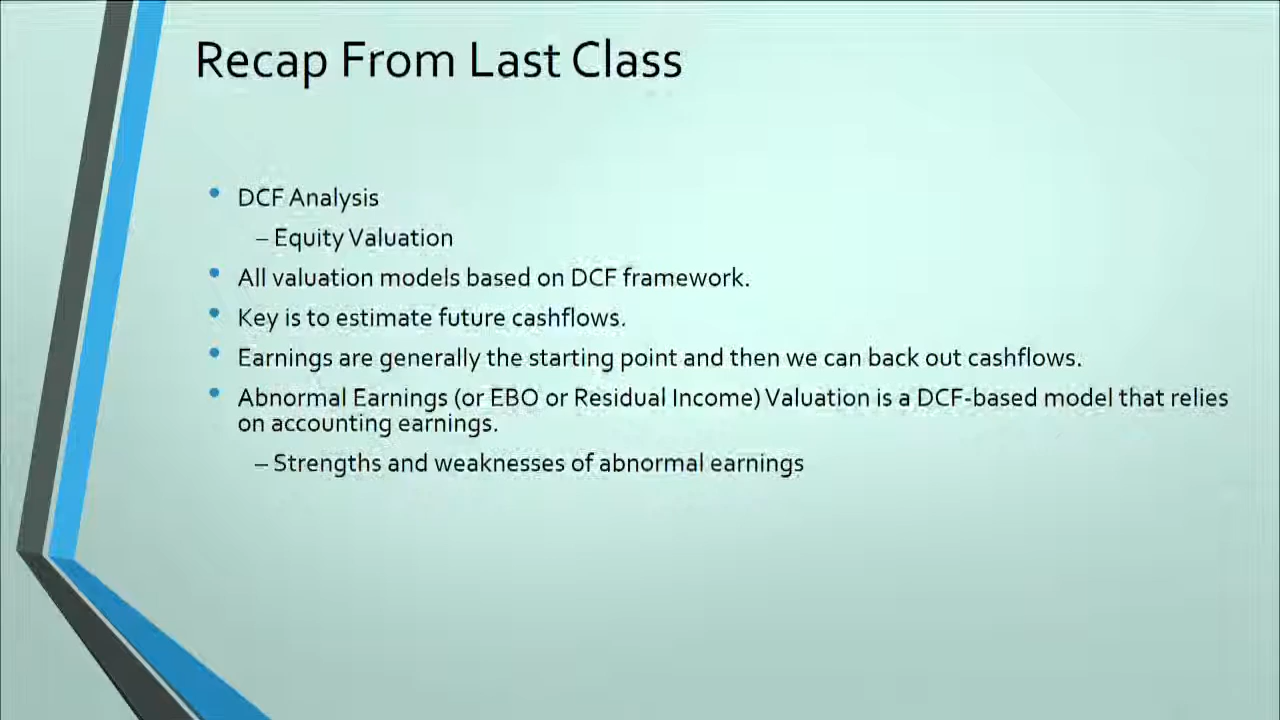 Recap From Last Class
• DCF Analysis
– Equity Valuation
• All valuation models based on DCF framework.
• Key is to estimate future cashflows.
• Earnings are generally the starting point and then we can back out cashflows.
• Abnormal Earnings (or EBO or Residual Income) Valuation is a DCF-based model that relies
on accounting earnings.
– Strengths and weaknesses of abnormal earnings